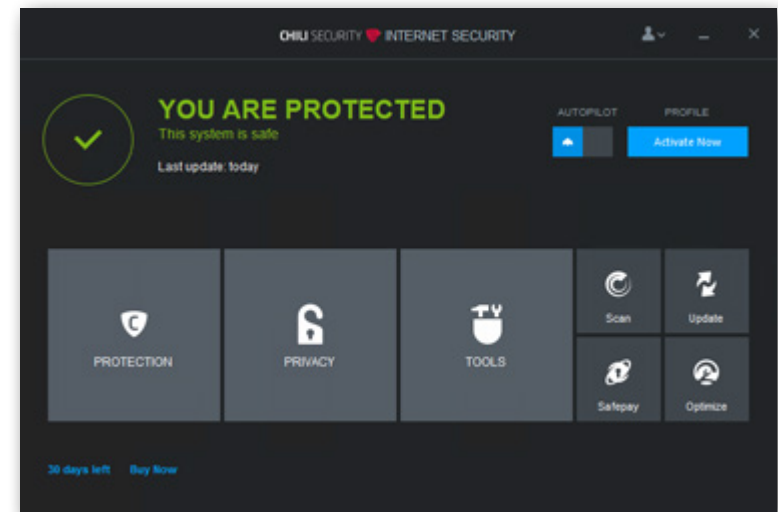 CHILI SECURITY INTERNET SECURITY
YOU ARE PROTECTED
This system is safe
Last update: today
AUTOPILOT
PROFILE
Activate Now
PROTECTION
PRIVACY
TOOLS
Scan
Update
Safepay
Optimize
30 days left
Buy Now